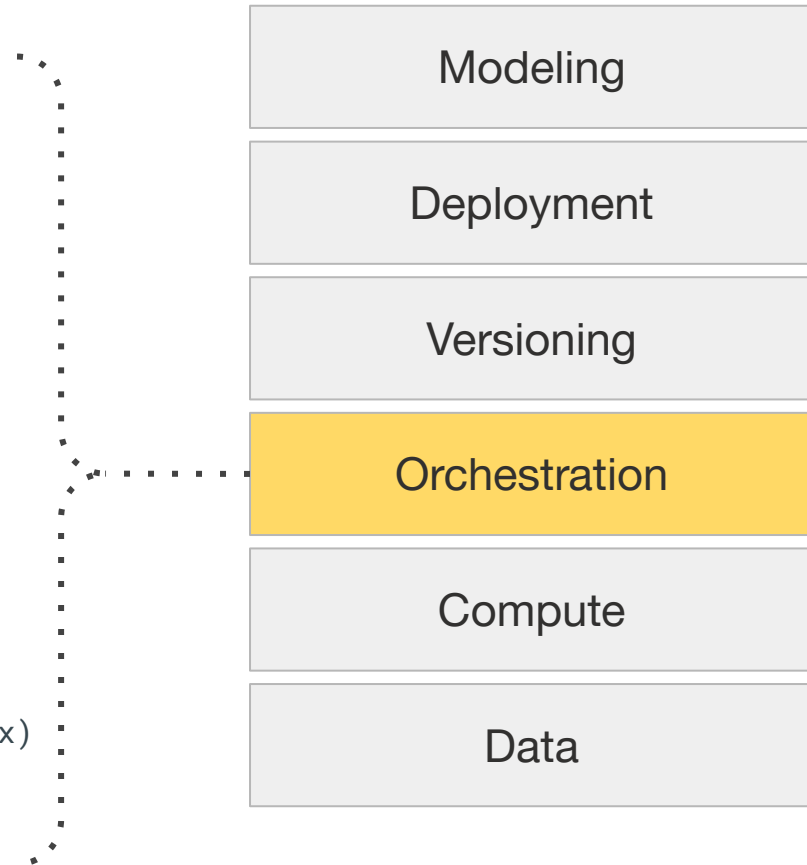 Modeling
Deployment
Versioning
Orchestration
Compute
x)
Data